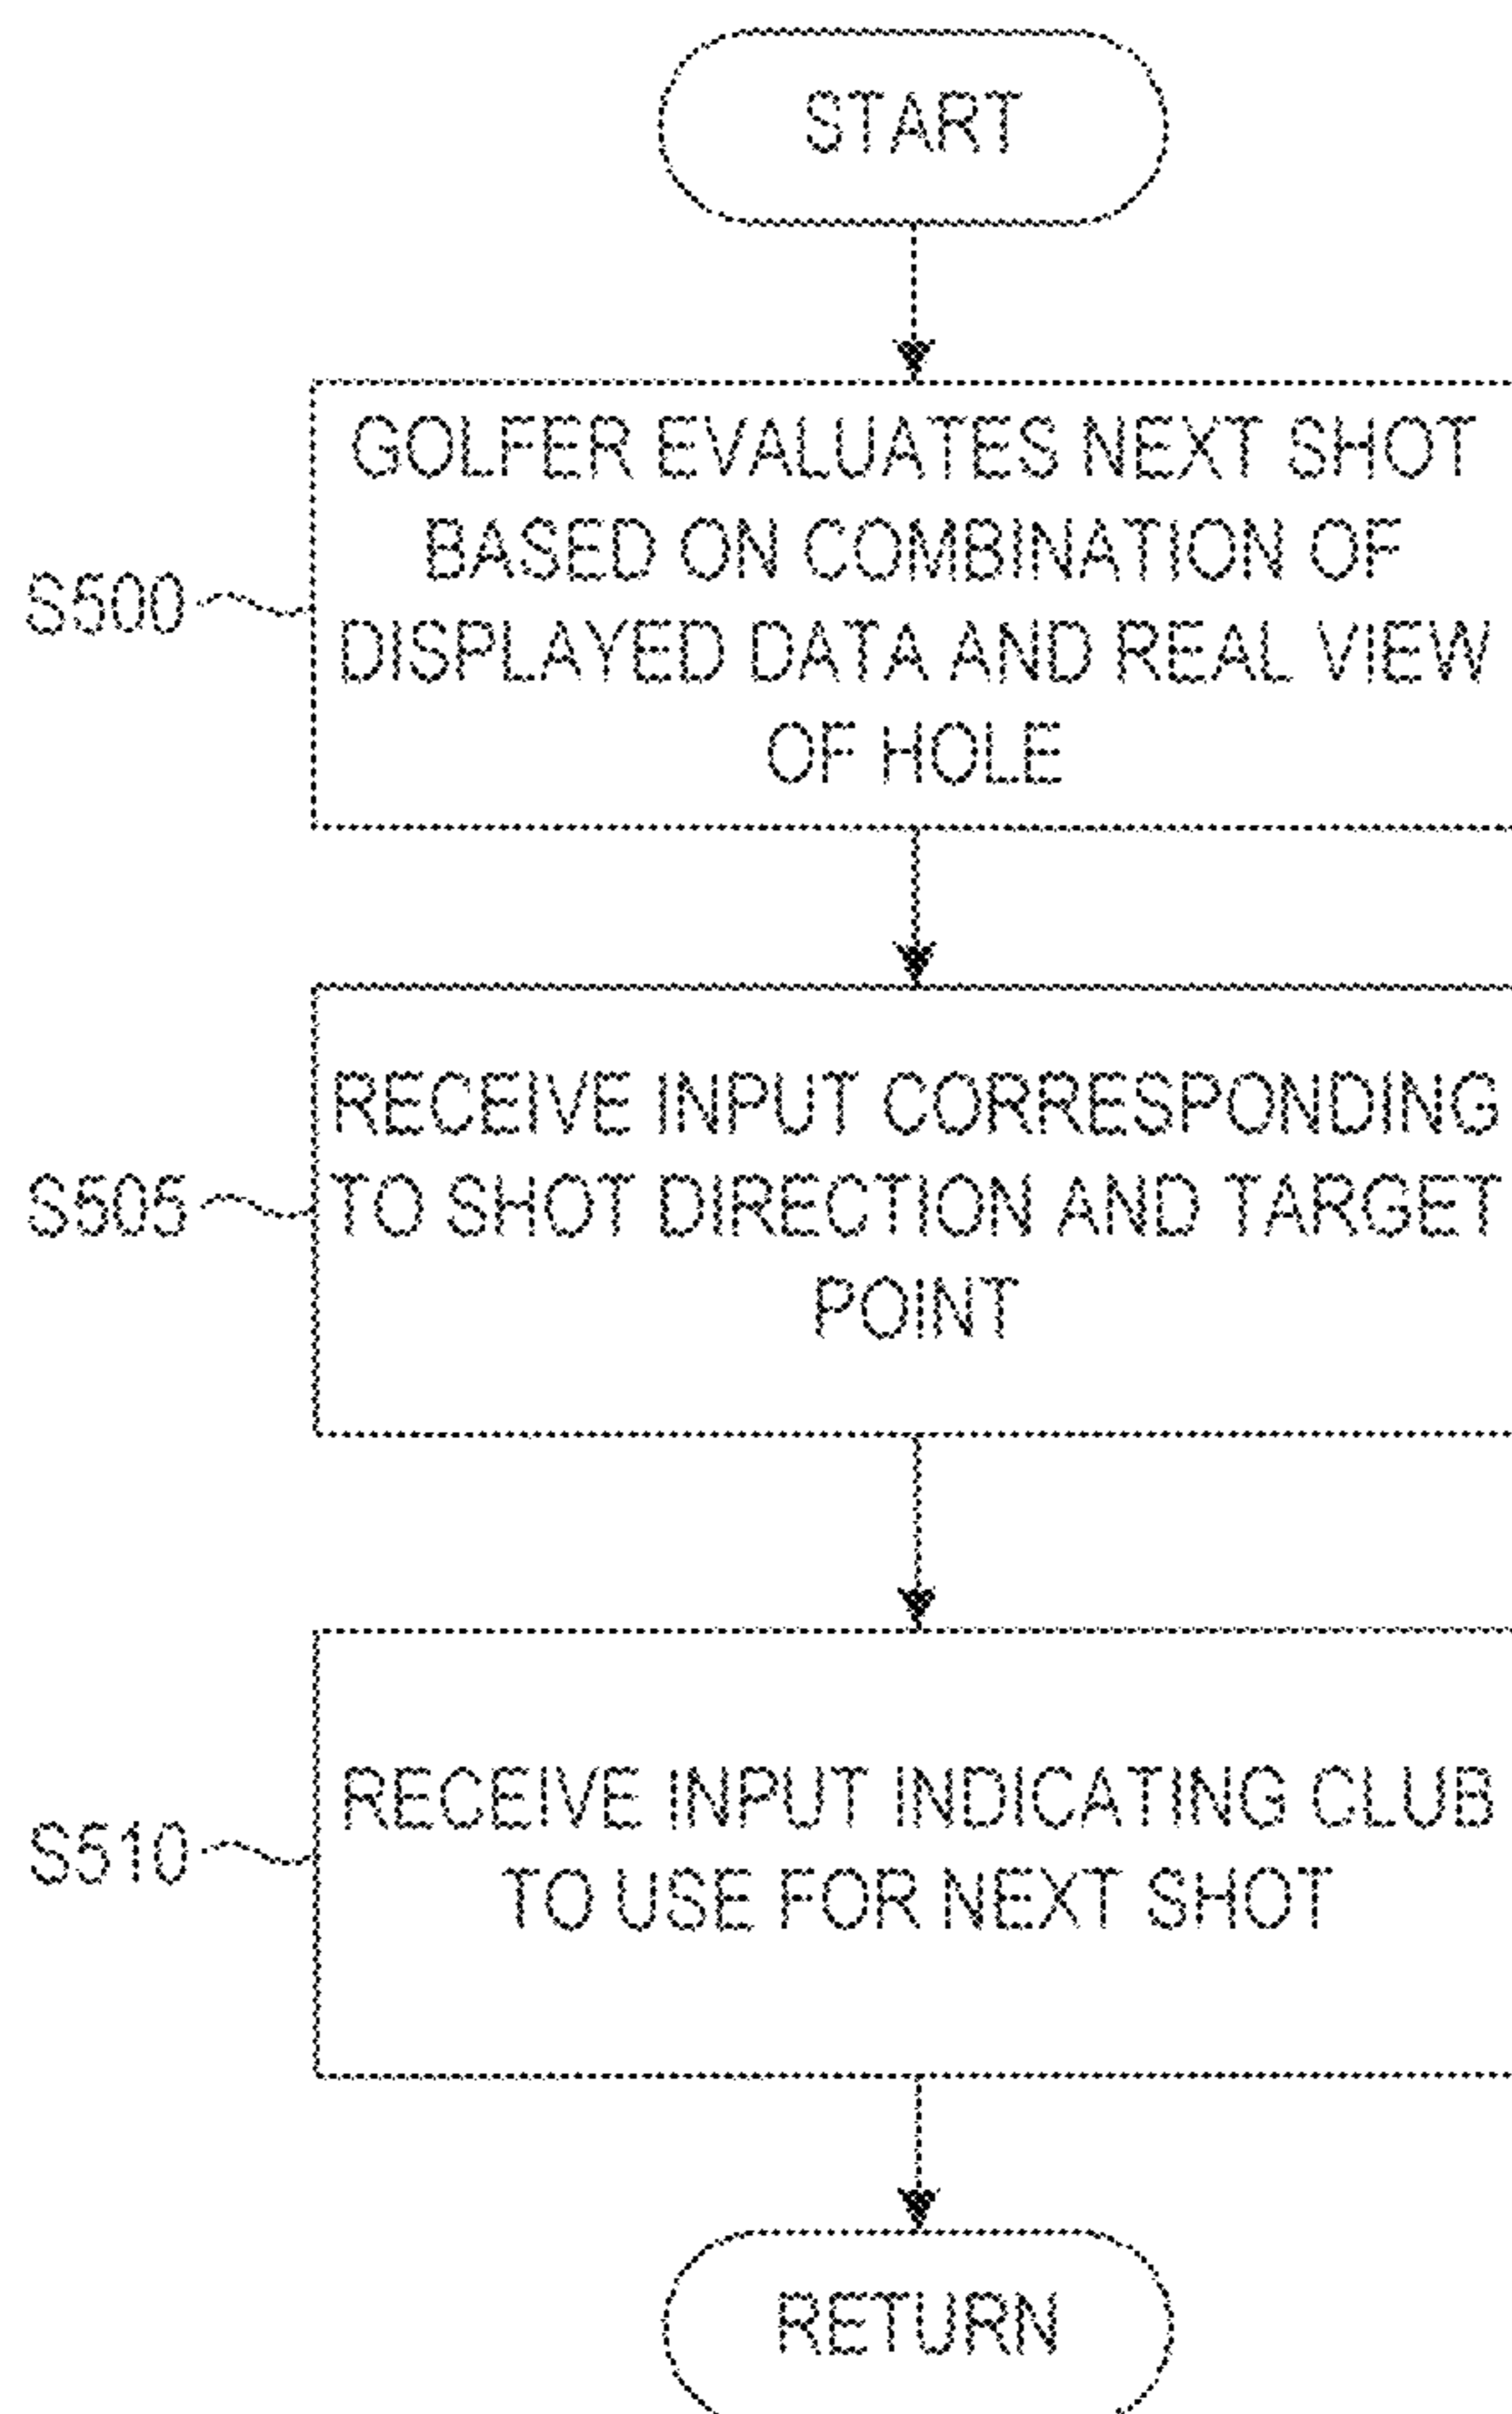 START
GOLFER EVALUATES NEXT SHOT
BASED ON COMBINATION OF
DISPLAYED DATA AND REAL VIEW
OF HOLE
S500
RECEIVE INPUT CORRESPONDING
TO SHOT DIRECTION AND TARGET
POINT
S505
RECEIVE INPUT INDICATING CLUB
TO USE FOR NEXT SHOT
S510
RETURN